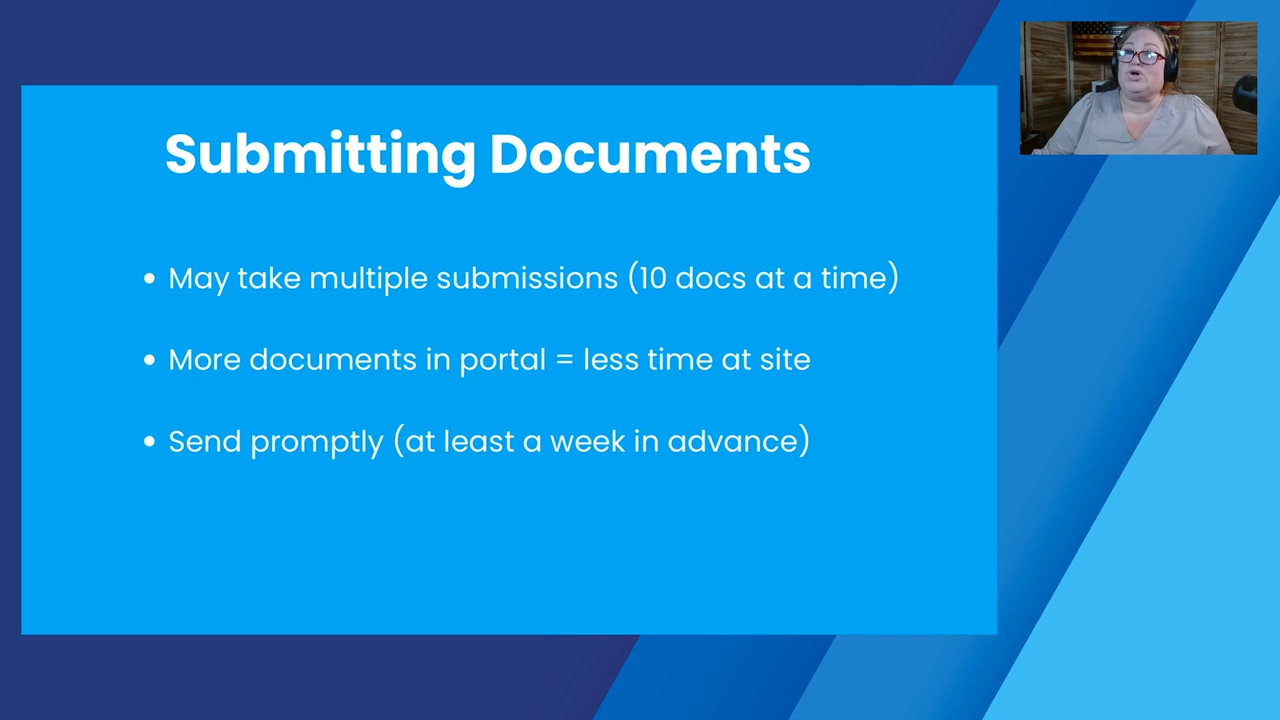 Submitting Documents
• May take multiple submissions (10 docs at a time)
• More documents in portal = less time at site
• Send promptly (at least a week in advance)